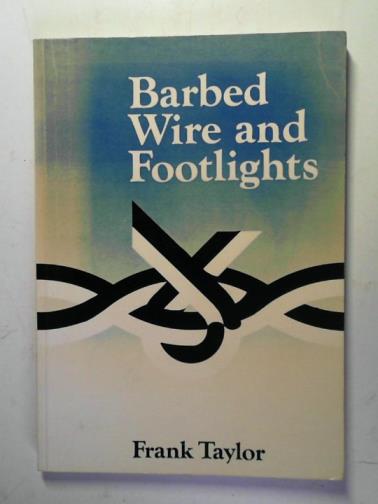 Barbed
Wire and
Footlights
Frank Taylor